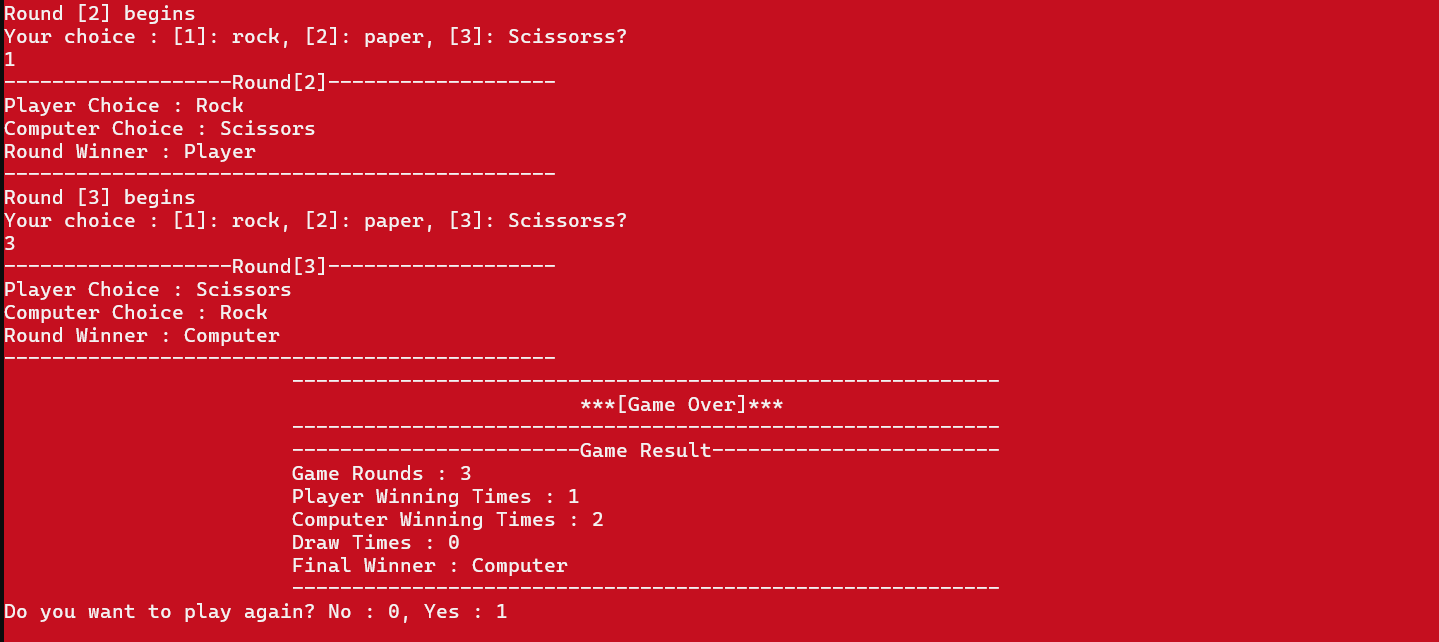 Round [2] begins
Your choice : [1]: rock, [2]: paper, [3]: Scissorss?
1
-------------------Round[2]-------------------
Player Choice : Rock
Computer Choice : Scissors
Round Winner : Player
----------------------------------------------
Round [3] begins
Your choice : [1]: rock, [2]: paper, [3]: Scissorss?
3
-------------------Round[3]-------------------
Player Choice : Scissors
Computer Choice : Rock
Round Winner : Computer
----------------------------------------------
-----------------------------------------------------------
***[Game Over]***
-----------------------------------------------------------
------------------------Game Result------------------------
Game Rounds : 3
Player Winning Times : 1
Computer Winning Times : 2
Draw Times : 0
Final Winner : Computer
-----------------------------------------------------------
Do you want to play again? No : 0, Yes : 1